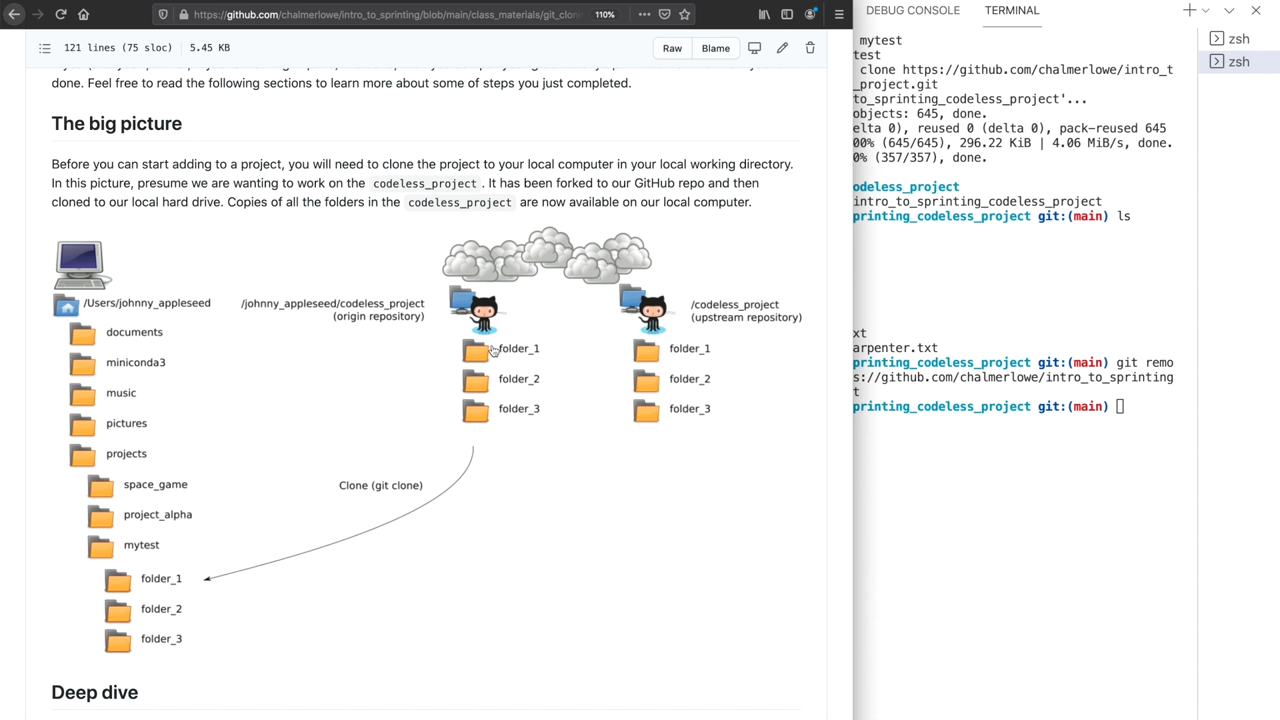 https://github.com/chalmerlowe/intro_to_sprinting/blob/main/class_materials/git_clon
110%
121 lines (75 sloc) 5.45 KB
Raw
Blame
done. Feel free to read the following sections to learn more about some of steps you just completed.
The big picture
Before you can start adding to a project, you will need to clone the project to your local computer in your local working directory.
In this picture, presume we are wanting to work on the codeless_project . It has been forked to our GitHub repo and then
cloned to our local hard drive. Copies of all the folders in the codeless_project are now available on our local computer.
/Users/johnny_appleseed
documents
miniconda3
music
pictures
projects
space_game
project_alpha
mytest
folder_1
folder_2
folder_3
/johnny_appleseed/codeless_project
(origin repository)
folder_1
folder_2
folder_3
/codeless_project
(upstream repository)
folder_1
folder_2
folder_3
Clone (git clone)
Deep dive
DEBUG CONSOLE
TERMINAL
zsh
zsh
mytest
test
clone https://github.com/chalmerlowe/intro_t
_project.git
to_sprinting_codeless_project'...
objects: 645, done.
elta 0), reused 0 (delta 0), pack-reused 645
00% (645/645), 296.22 KiB | 4.06 MiB/s, done.
0% (357/357), done.
odeless_project
intro_to_sprinting_codeless_project
printing_codeless_project git:(main) ls
xt
arpenter.txt
printing_codeless_project git:(main) git remo
s://github.com/chalmerlowe/intro_to_sprinting
t
printing_codeless_project git:(main)